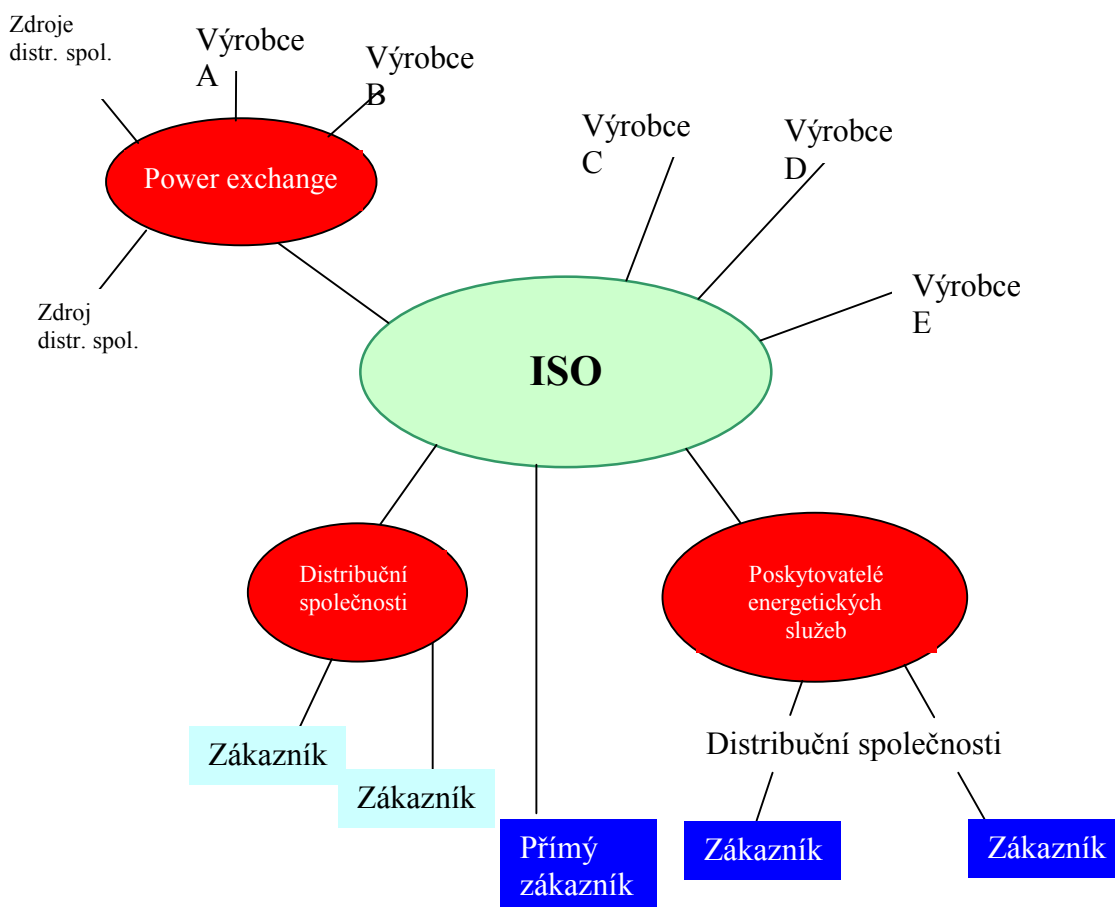 Zdroje
distr. spol.
Výrobce
A
Výrobce
B
Výrobce
C
Výrobce
D
Power exchange
Výrobce
E
Zdroj
distr. spol.
ISO
Distribuční
společnosti
Poskytovatelé
energetických
služeb
Zákazník
Distribuční společnosti
Zákazník
Přímý
zákazník
Zákazník
Zákazník